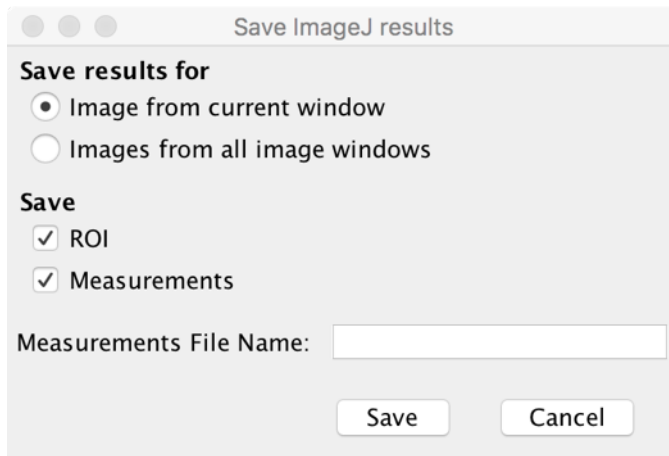 Save ImageJ results
Save results for
Image from current window
Images from all image windows
Save
ROI
Measurements
Measurements File Name:
Save Cancel